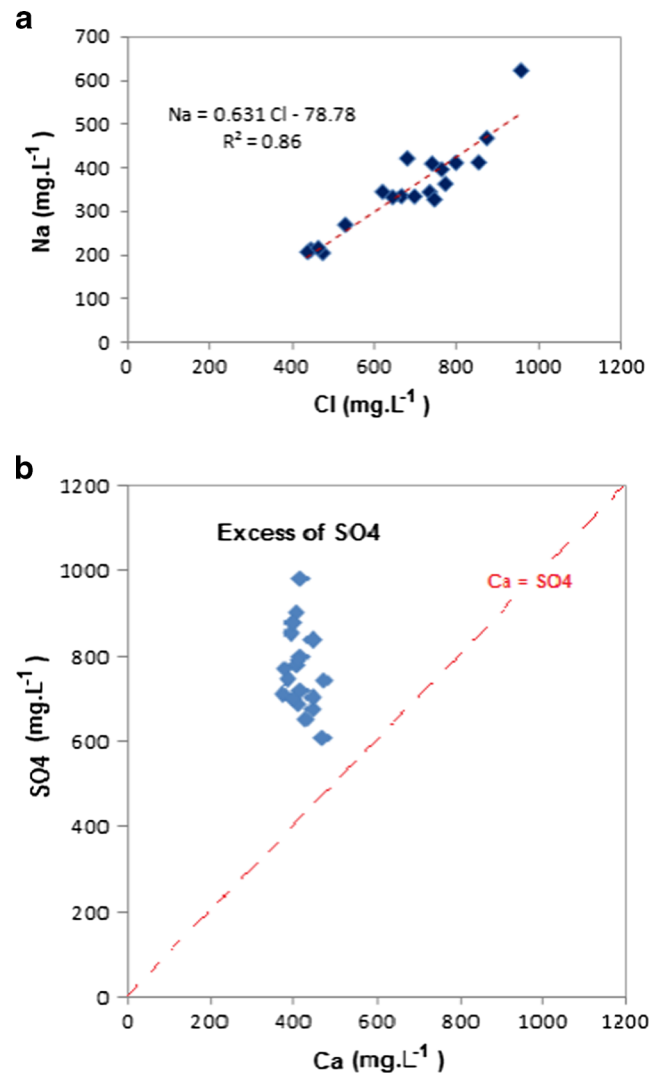 a
700
600
500
400
300
200
100
0
Na (mg.L⁻¹)
Na = 0.631 Cl - 78.78
R² = 0.86
0 200 400 600 800 1000 1200
Cl (mg.L⁻¹ )
b
1200
1000
800
600
400
200
0
SO4 (mg.L⁻¹ )
Excess of SO4
Ca = SO4
0 200 400 600 800 1000 1200
Ca (mg.L⁻¹ )